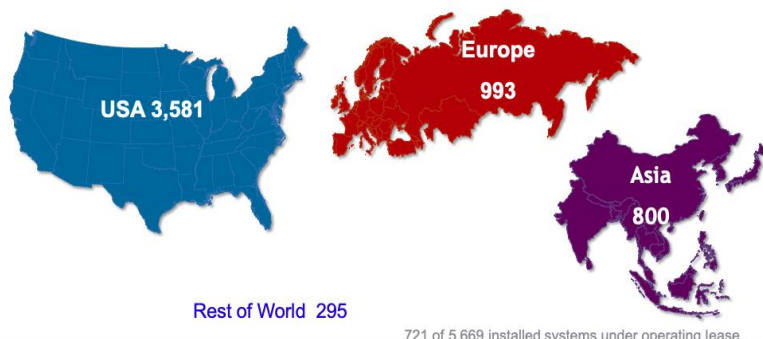 USA 3,581
Europe
993
Asia
800
Rest of World 295
721 of 5,669 installed systems under operating lease